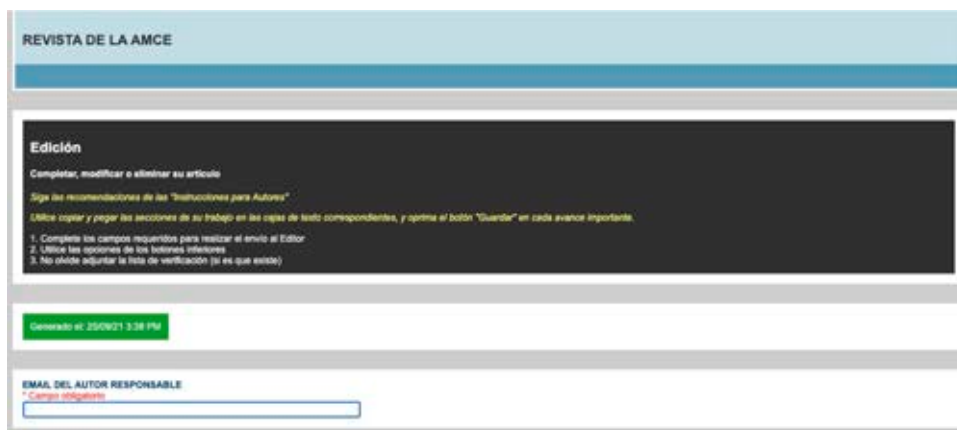 REVISTA DE LA AMCE
Edición
Completar, modificar o eliminar su artículo
Siga las recomendaciones de las "Instrucciones para Autores"
Utilice copiar y pegar las secciones de su trabajo en las cajas de texto correspondientes, y oprima el botón "Guardar" en cada avance importante.
1. Complete los campos requeridos para realizar el envío al Editor
2. Utilice las opciones de los botones inferiores
3. No olvide adjuntar la lista de verificación (si es que existe)
Generado el: 25/09/21 3:38 PM
EMAIL DEL AUTOR RESPONSABLE
* Campo obligatorio